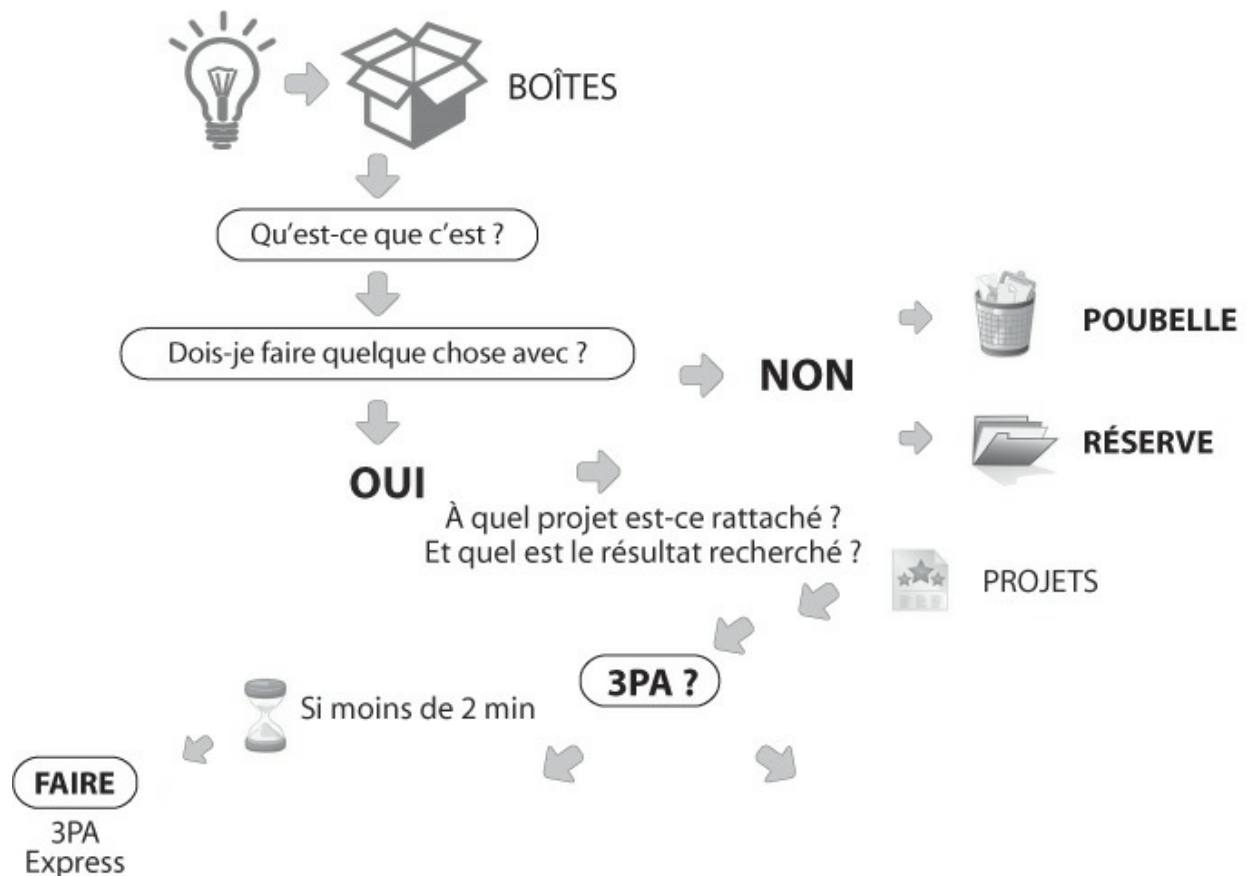 BOÎTES
Qu'est-ce que c'est ?
Dois-je faire quelque chose avec ?
NON
POUBELLE
RÉSERVE
OUI
À quel projet est-ce rattaché ?
Et quel est le résultat recherché ?
PROJETS
3PA ?
Si moins de 2 min
FAIRE
3PA
Express